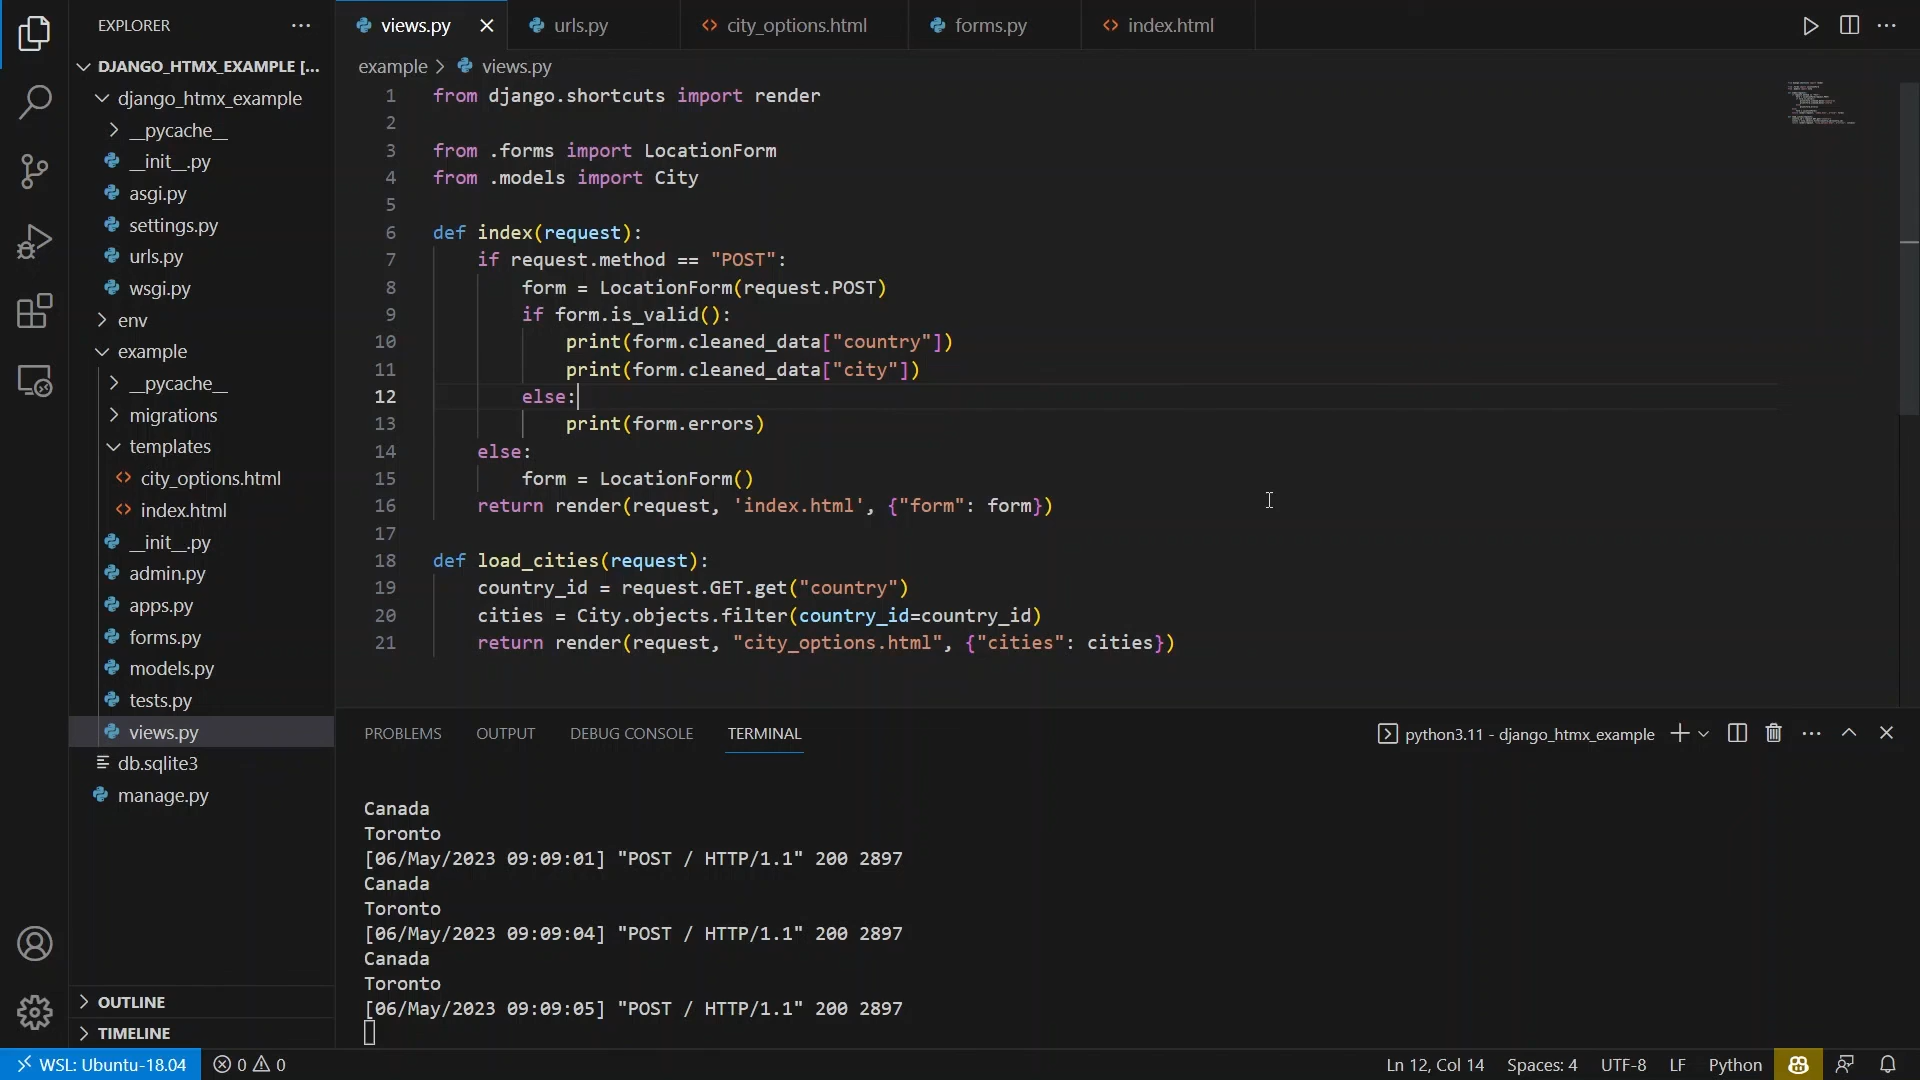 EXPLORER
DJANGO_HTMX_EXAMPLE [...
django_htmx_example
__pycache__
__init__.py
asgi.py
settings.py
urls.py
wsgi.py
env
example
__pycache__
migrations
templates
city_options.html
index.html
__init__.py
admin.py
apps.py
forms.py
models.py
tests.py
views.py
db.sqlite3
manage.py
OUTLINE
TIMELINE
views.py
urls.py
city_options.html
forms.py
index.html
example > views.py
1 from django.shortcuts import render
2
3 from .forms import LocationForm
4 from .models import City
5
6 def index(request):
7 if request.method == "POST":
8 form = LocationForm(request.POST)
9 if form.is_valid():
10 print(form.cleaned_data["country"])
11 print(form.cleaned_data["city"])
12 else:
13 print(form.errors)
14 else:
15 form = LocationForm()
16 return render(request, 'index.html', {"form": form})
17
18 def load_cities(request):
19 country_id = request.GET.get("country")
20 cities = City.objects.filter(country_id=country_id)
21 return render(request, "city_options.html", {"cities": cities})
PROBLEMS OUTPUT DEBUG CONSOLE TERMINAL
python3.11 - django_htmx_example
Canada
Toronto
[06/May/2023 09:09:01] "POST / HTTP/1.1" 200 2897
Canada
Toronto
[06/May/2023 09:09:04] "POST / HTTP/1.1" 200 2897
Canada
Toronto
[06/May/2023 09:09:05] "POST / HTTP/1.1" 200 2897
WSL: Ubuntu-18.04 0 0 Ln 12, Col 14 Spaces: 4 UTF-8 LF Python